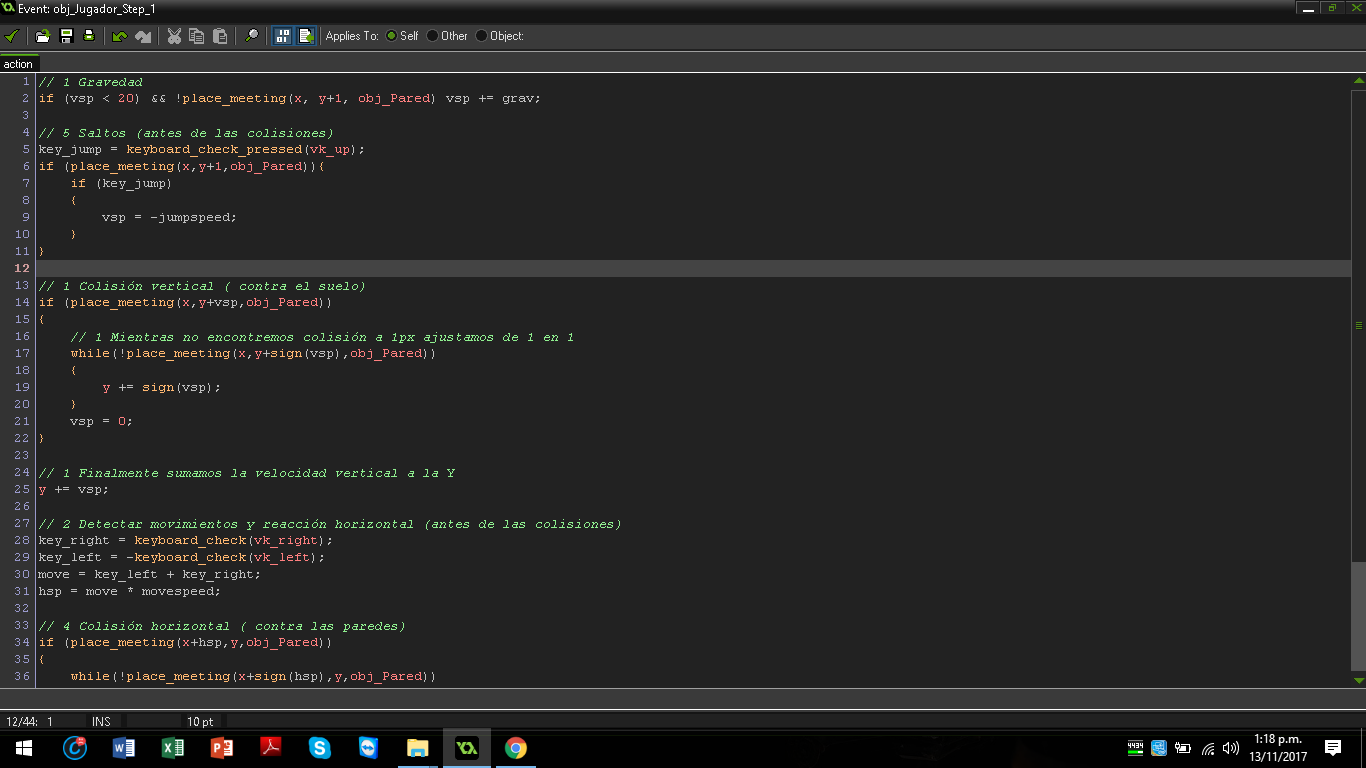 Event: obj_Jugador_Step_1
Applies To: Self Other Object:
action
1 // 1 Gravedad
2 if (vsp < 20) && !place_meeting(x, y+1, obj_Pared) vsp += grav;
3
4 // 5 Saltos (antes de las colisiones)
5 key_jump = keyboard_check_pressed(vk_up);
6 if (place_meeting(x,y+1,obj_Pared)){
7 if (key_jump)
8 {
9 vsp = -jumpspeed;
10 }
11 }
12
13 // 1 Colisión vertical ( contra el suelo)
14 if (place_meeting(x,y+vsp,obj_Pared))
15 {
16 // 1 Mientras no encontremos colisión a 1px ajustamos de 1 en 1
17 while(!place_meeting(x,y+sign(vsp),obj_Pared))
18 {
19 y += sign(vsp);
20 }
21 vsp = 0;
22 }
23
24 // 1 Finalmente sumamos la velocidad vertical a la Y
25 y += vsp;
26
27 // 2 Detectar movimientos y reacción horizontal (antes de las colisiones)
28 key_right = keyboard_check(vk_right);
29 key_left = -keyboard_check(vk_left);
30 move = key_left + key_right;
31 hsp = move * movespeed;
32
33 // 4 Colisión horizontal ( contra las paredes)
34 if (place_meeting(x+hsp,y,obj_Pared))
35 {
36 while(!place_meeting(x+sign(hsp),y,obj_Pared))
12/44: 1 INS 10 pt
1:18 p.m.
13/11/2017